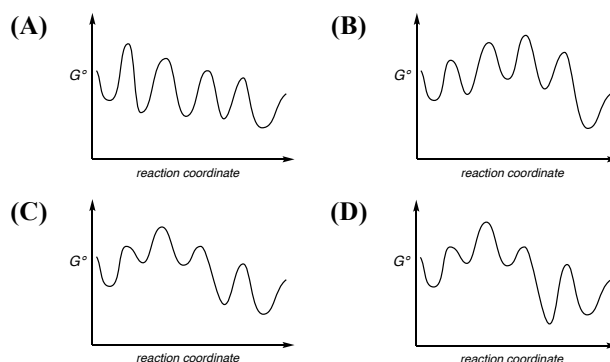 (A)
G°
reaction coordinate
(B)
G°
reaction coordinate
(C)
G°
reaction coordinate
(D)
G°
reaction coordinate